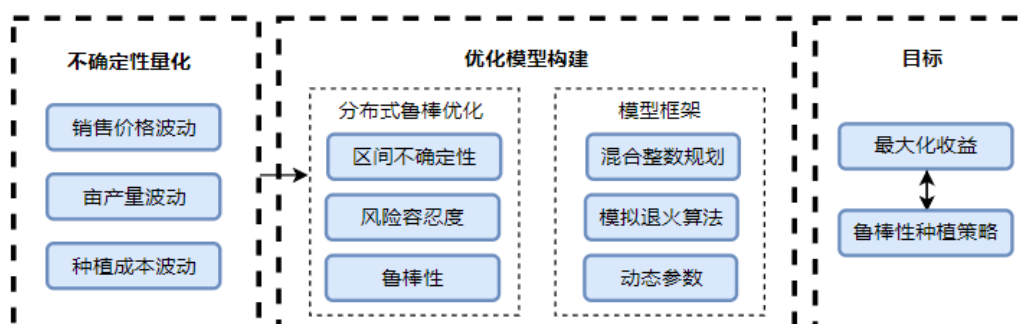 不确定性量化
销售价格波动
亩产量波动
种植成本波动
优化模型构建
分布式鲁棒优化
区间不确定性
风险容忍度
鲁棒性
模型框架
混合整数规划
模拟退火算法
动态参数
目标
最大化收益
鲁棒性种植策略